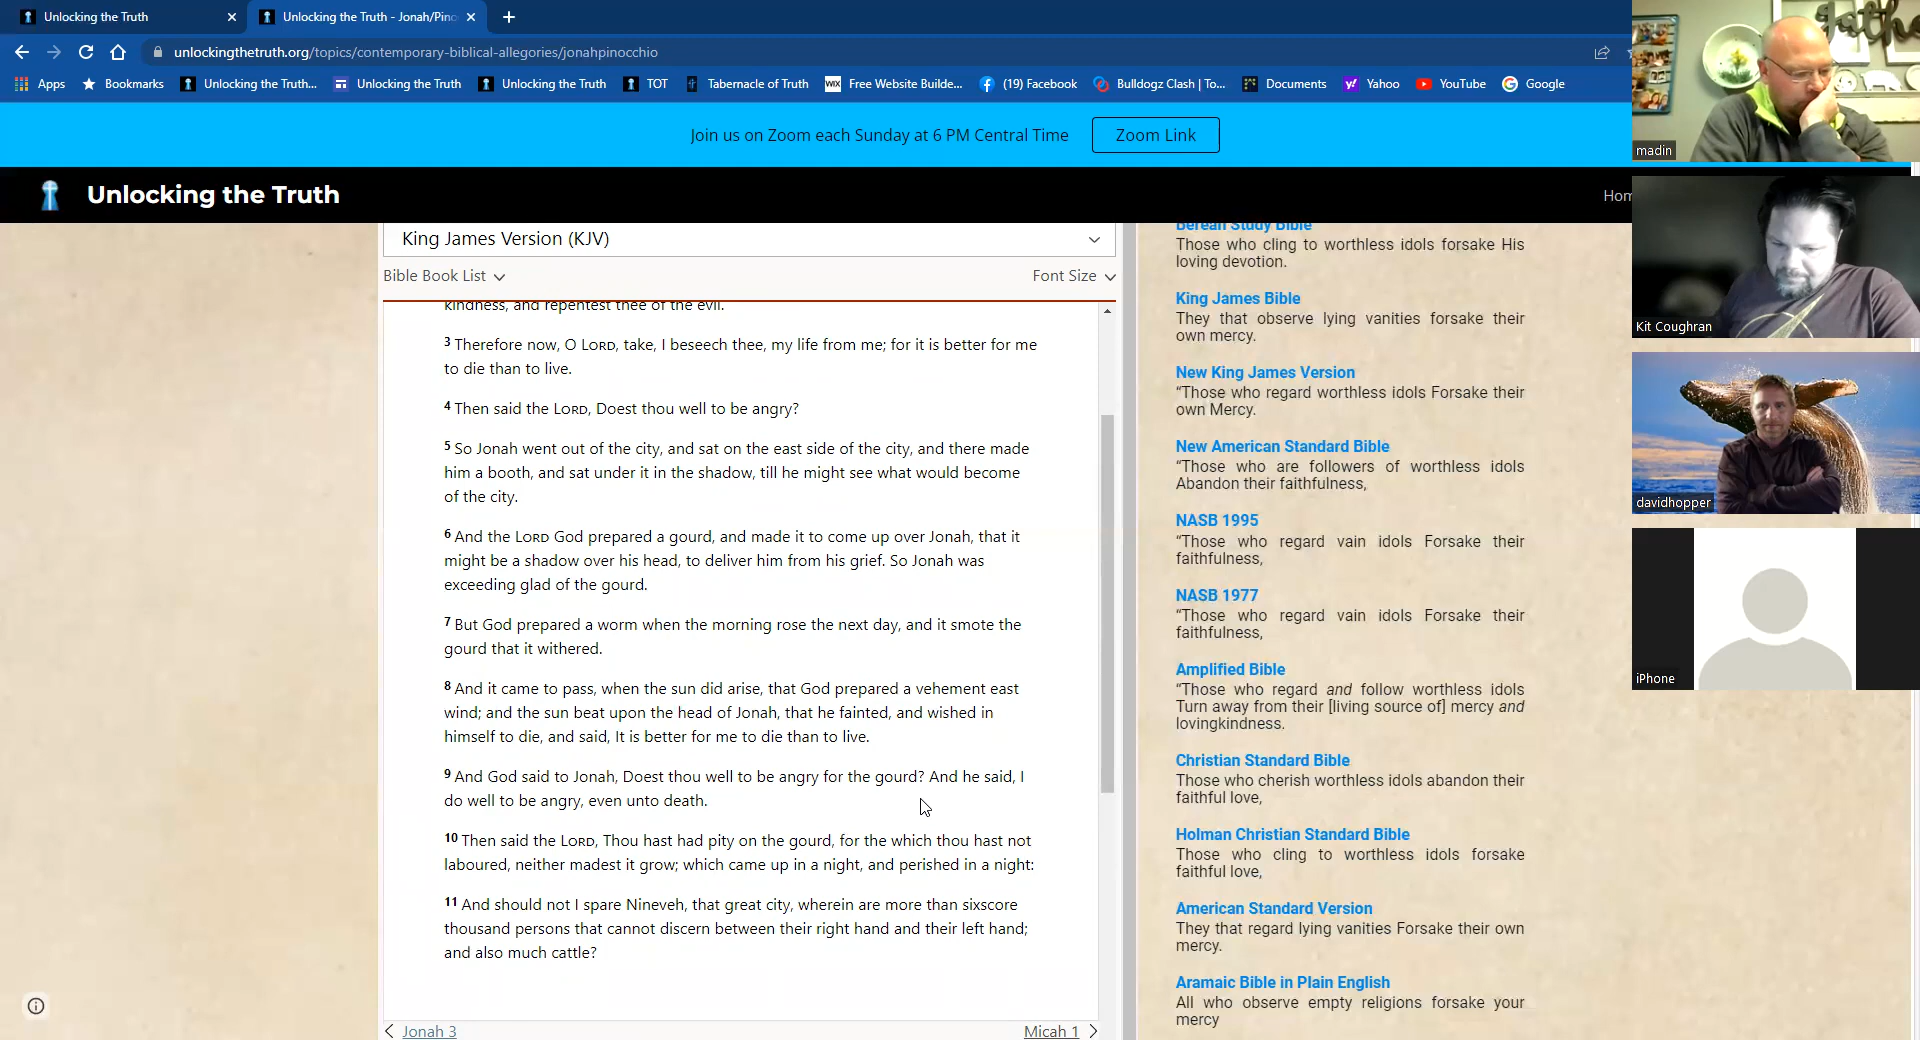 Unlocking the Truth
Unlocking the Truth - Jonah/Pino
unlockingthetruth.org/topics/contemporary-biblical-allegories/jonahpinocchio
Apps Bookmarks Unlocking the Truth... Unlocking the Truth Unlocking the Truth TOT Tabernacle of Truth WIX Free Website Builde... (19) Facebook Bulldogz Clash | To... Documents Yahoo YouTube Google
Join us on Zoom each Sunday at 6 PM Central Time Zoom Link
Unlocking the Truth
Hom
King James Version (KJV)
Bible Book List Font Size
kindness, and repentest thee of the evil.
3 Therefore now, O LORD, take, I beseech thee, my life from me; for it is better for me
to die than to live.
4 Then said the LORD, Doest thou well to be angry?
5 So Jonah went out of the city, and sat on the east side of the city, and there made
him a booth, and sat under it in the shadow, till he might see what would become
of the city.
6 And the LORD God prepared a gourd, and made it to come up over Jonah, that it
might be a shadow over his head, to deliver him from his grief. So Jonah was
exceeding glad of the gourd.
7 But God prepared a worm when the morning rose the next day, and it smote the
gourd that it withered.
8 And it came to pass, when the sun did arise, that God prepared a vehement east
wind; and the sun beat upon the head of Jonah, that he fainted, and wished in
himself to die, and said, It is better for me to die than to live.
9 And God said to Jonah, Doest thou well to be angry for the gourd? And he said, I
do well to be angry, even unto death.
10 Then said the LORD, Thou hast had pity on the gourd, for the which thou hast not
laboured, neither madest it grow; which came up in a night, and perished in a night:
11 And should not I spare Nineveh, that great city, wherein are more than sixscore
thousand persons that cannot discern between their right hand and their left hand;
and also much cattle?
Jonah 3 Micah 1
Berean Study Bible
Those who cling to worthless idols forsake His
loving devotion.
King James Bible
They that observe lying vanities forsake their
own mercy.
New King James Version
“Those who regard worthless idols Forsake their
own Mercy.
New American Standard Bible
“Those who are followers of worthless idols
Abandon their faithfulness,
NASB 1995
“Those who regard vain idols Forsake their
faithfulness,
NASB 1977
“Those who regard vain idols Forsake their
faithfulness,
Amplified Bible
“Those who regard and follow worthless idols
Turn away from their [living source of] mercy and
lovingkindness.
Christian Standard Bible
Those who cherish worthless idols abandon their
faithful love,
Holman Christian Standard Bible
Those who cling to worthless idols forsake
faithful love,
American Standard Version
They that regard lying vanities Forsake their own
mercy.
Aramaic Bible in Plain English
All who observe empty religions forsake your
mercy
gathe
madin
Kit Coughran
davidhopper
iPhone